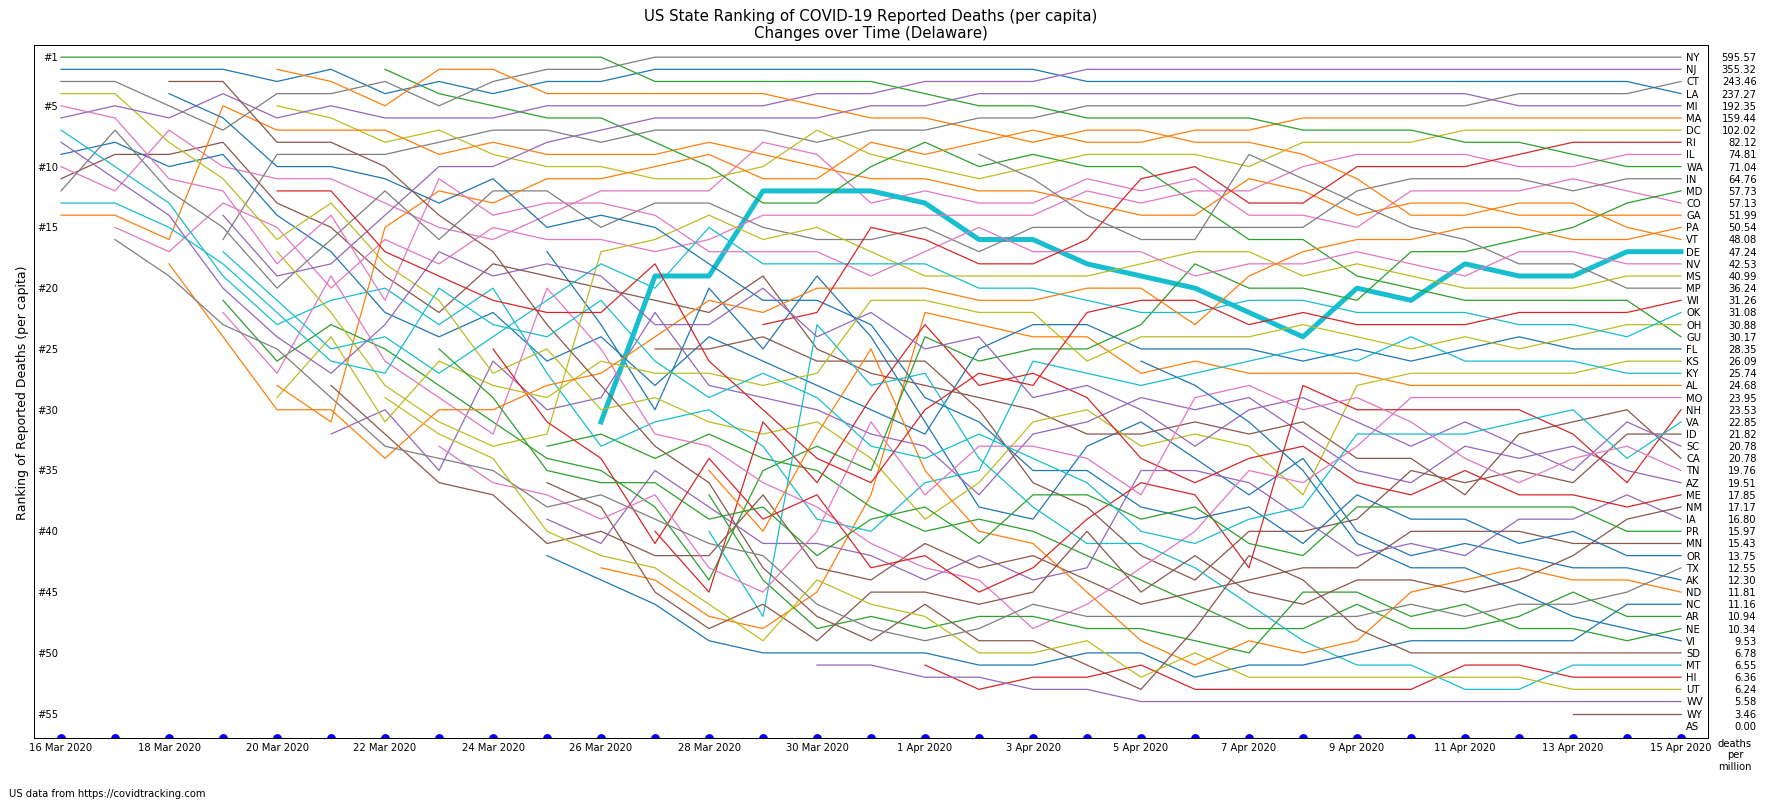 US State Ranking of COVID-19 Reported Deaths (per capita)
Changes over Time (Delaware)
Ranking of Reported Deaths (per capita)
#1
#5
#10
#15
#20
#25
#30
#35
#40
#45
#50
#55
NY 595.57
NJ 355.32
CT 243.46
LA 237.27
MI 192.35
MA 159.44
DC 102.02
RI 82.12
IL 74.81
WA 71.04
IN 64.76
MD 57.73
CO 57.13
GA 51.99
PA 50.54
VT 48.08
DE 47.24
NV 42.53
MS 40.99
MP 36.24
WI 31.26
OK 31.08
OH 30.88
GU 30.17
FL 28.35
KS 26.09
KY 25.74
AL 24.68
MO 23.95
NH 23.53
VA 22.85
ID 21.82
SC 20.78
CA 20.78
TN 19.76
AZ 19.51
ME 17.85
NM 17.17
IA 16.80
PR 15.97
MN 15.43
OR 13.75
TX 12.55
AK 12.30
ND 11.81
NC 11.16
AR 10.94
NE 10.34
VI 9.53
SD 6.78
MT 6.55
HI 6.36
UT 6.24
WV 5.58
WY 3.46
AS 0.00
16 Mar 2020 18 Mar 2020 20 Mar 2020 22 Mar 2020 24 Mar 2020 26 Mar 2020 28 Mar 2020 30 Mar 2020 1 Apr 2020 3 Apr 2020 5 Apr 2020 7 Apr 2020 9 Apr 2020 11 Apr 2020 13 Apr 2020 15 Apr 2020
deaths
per
million
US data from https://covidtracking.com